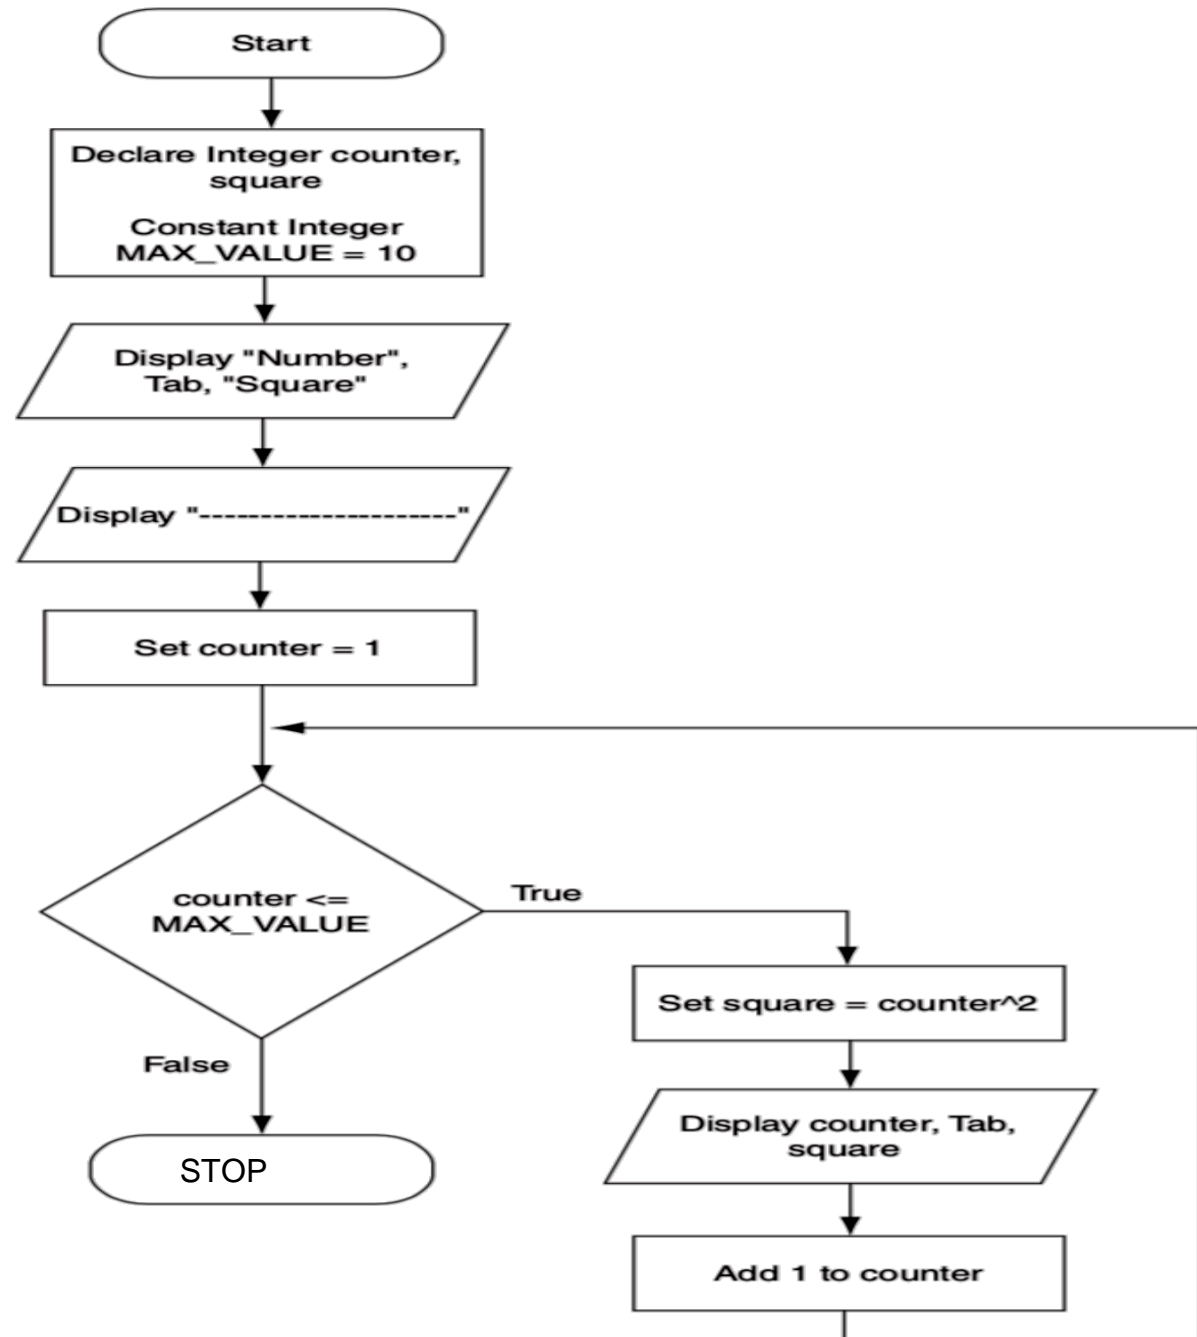 Start
Declare Integer counter,
square
Constant Integer
MAX_VALUE = 10
Display "Number",
Tab, "Square"
Display "---------------------"
Set counter = 1
counter <=
MAX_VALUE
True
Set square = counter^2
Display counter, Tab,
square
Add 1 to counter
False
STOP